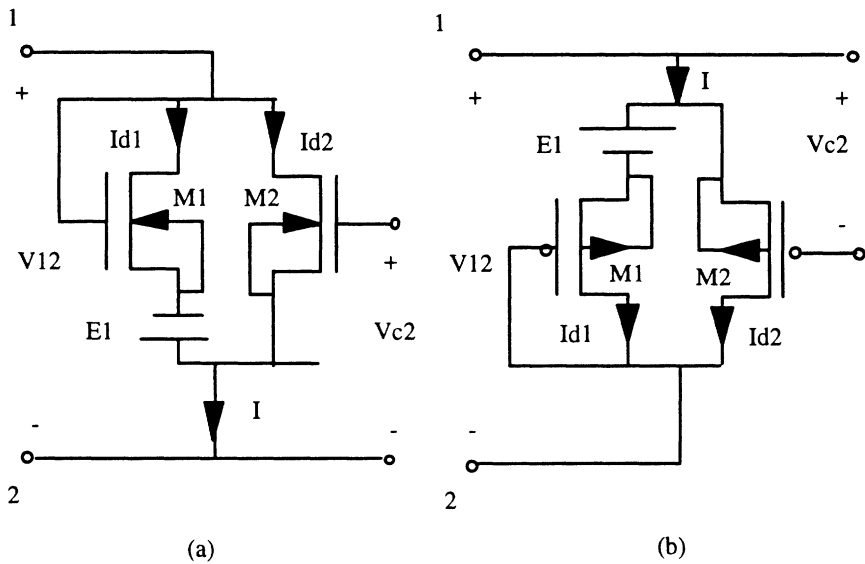 1
+
Id1
Id2
M1
M2
V12
+
E1
Vc2
I
-
-
2
(a)
1
I
+
+
E1
Vc2
-
V12
M1
M2
Id1
Id2
-
2
(b)